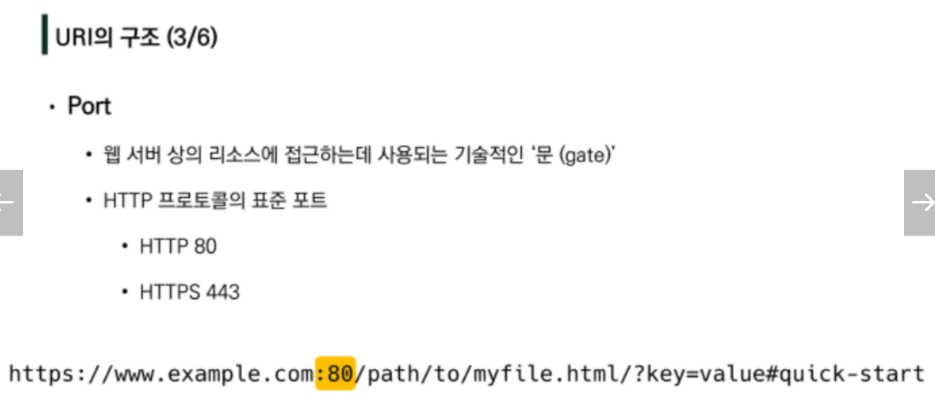 URI의 구조 (3/6)
• Port
• 웹 서버 상의 리소스에 접근하는데 사용되는 기술적인 ‘문 (gate)’
• HTTP 프로토콜의 표준 포트
• HTTP 80
• HTTPS 443
https://www.example.com:80/path/to/myfile.html/?key=value#quick-start